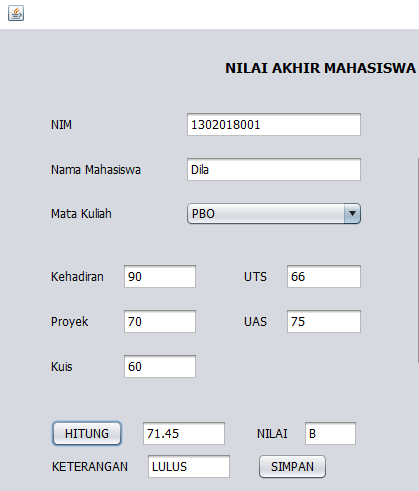 NILAI AKHIR MAHASISWA
NIM 1302018001
Nama Mahasiswa Dila
Mata Kuliah PBO
Kehadiran 90 UTS 66
Proyek 70 UAS 75
Kuis 60
HITUNG 71.45 NILAI B
KETERANGAN LULUS SIMPAN